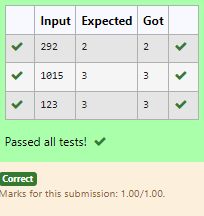 Input Expected Got
292 2 2
1015 3 3
123 3 3
Passed all tests!
Correct
Marks for this submission: 1.00/1.00.